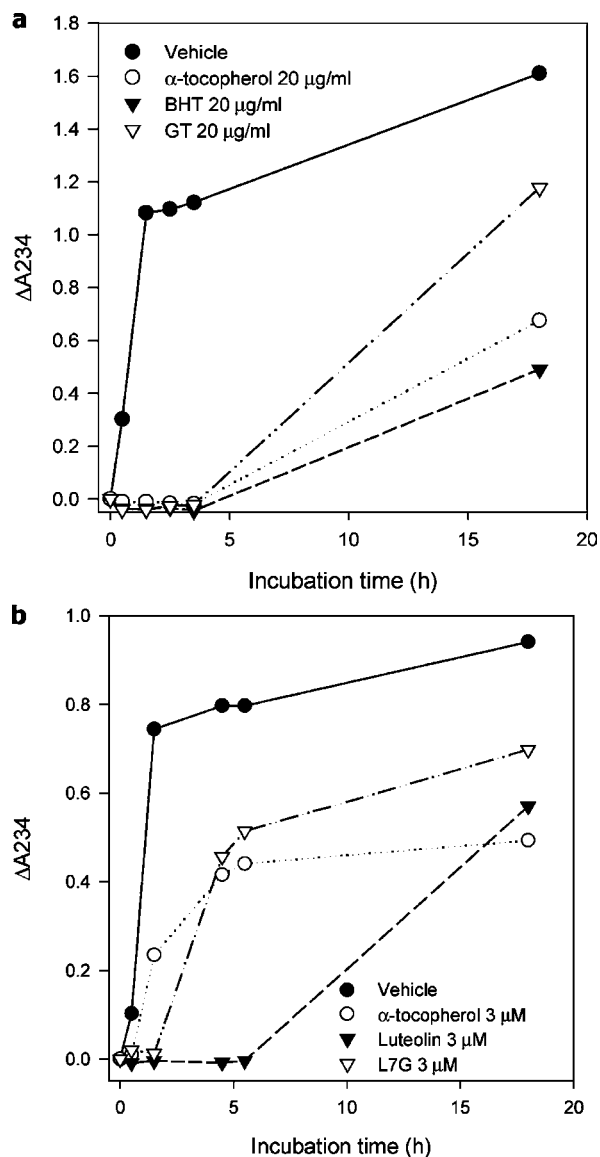 a
1.8
1.6
1.4
1.2
1.0
0.8
0.6
0.4
0.2
0.0
ΔA234
Vehicle
α-tocopherol 20 μg/ml
BHT 20 μg/ml
GT 20 μg/ml
0 5 10 15 20
Incubation time (h)
b
1.0
0.8
0.6
0.4
0.2
0.0
ΔA234
Vehicle
α-tocopherol 3 μM
Luteolin 3 μM
L7G 3 μM
0 5 10 15 20
Incubation time (h)